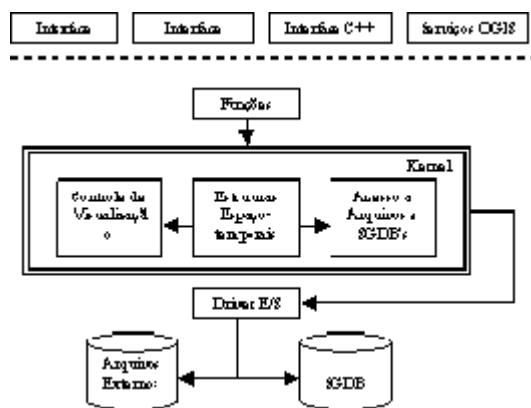 Interface
Interface
Interface C++
Serviços OGIS
Funções
Kernel
Controle de
Visualizaçã
o
Estruturas
Espaço-
temporais
Acesso a
Arquivos e
SGDB's
Driver E/S
Arquivos
Externos
SGDB